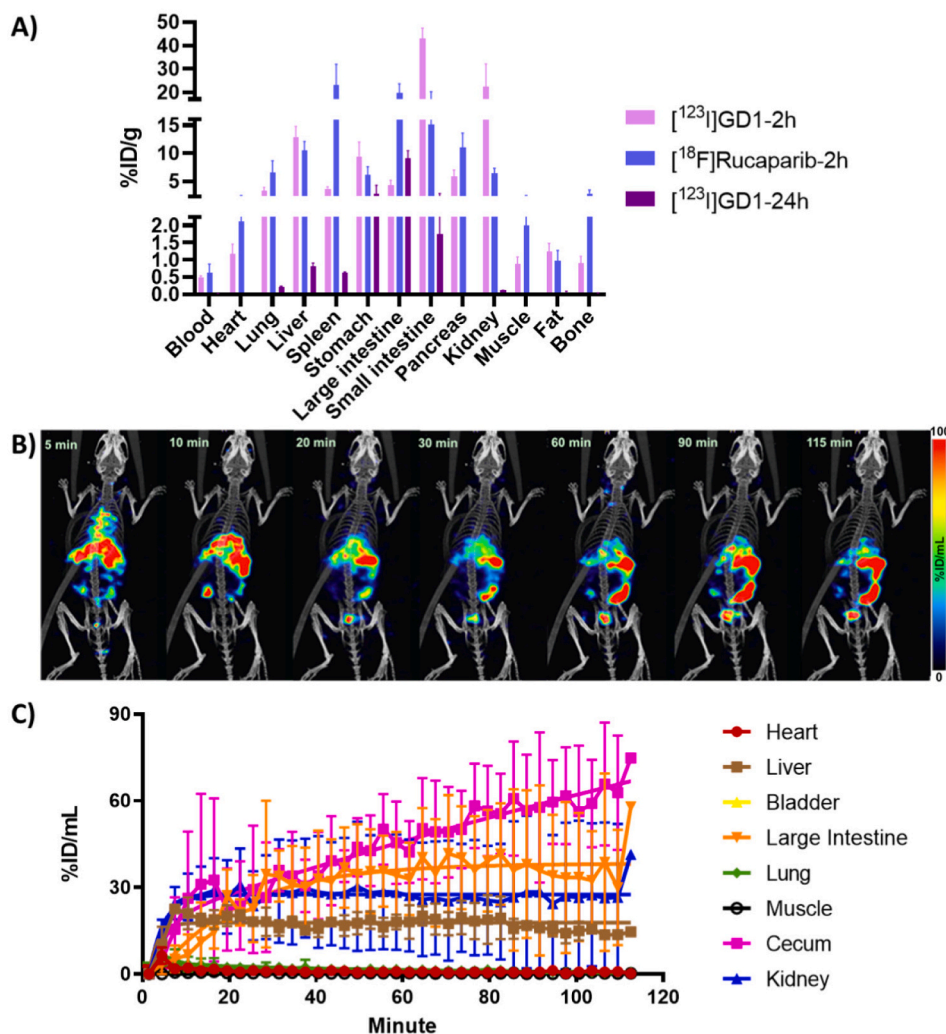 A)
50
40
30
20
15
10
5
2.0
1.5
1.0
0.5
0.0
%ID/g
Blood
Heart
Lung
Liver
Spleen
Stomach
Large intestine
Small intestine
Pancreas
Kidney
Muscle
Fat
Bone
[¹²³I]GD1-2h
[¹⁸F]Rucaparib-2h
[¹²³I]GD1-24h
B)
5 min
10 min
20 min
30 min
60 min
90 min
115 min
100
%ID/mL
0
C)
90
60
30
0
%ID/mL
0
20
40
60
80
100
120
Minute
Heart
Liver
Bladder
Large Intestine
Lung
Muscle
Cecum
Kidney